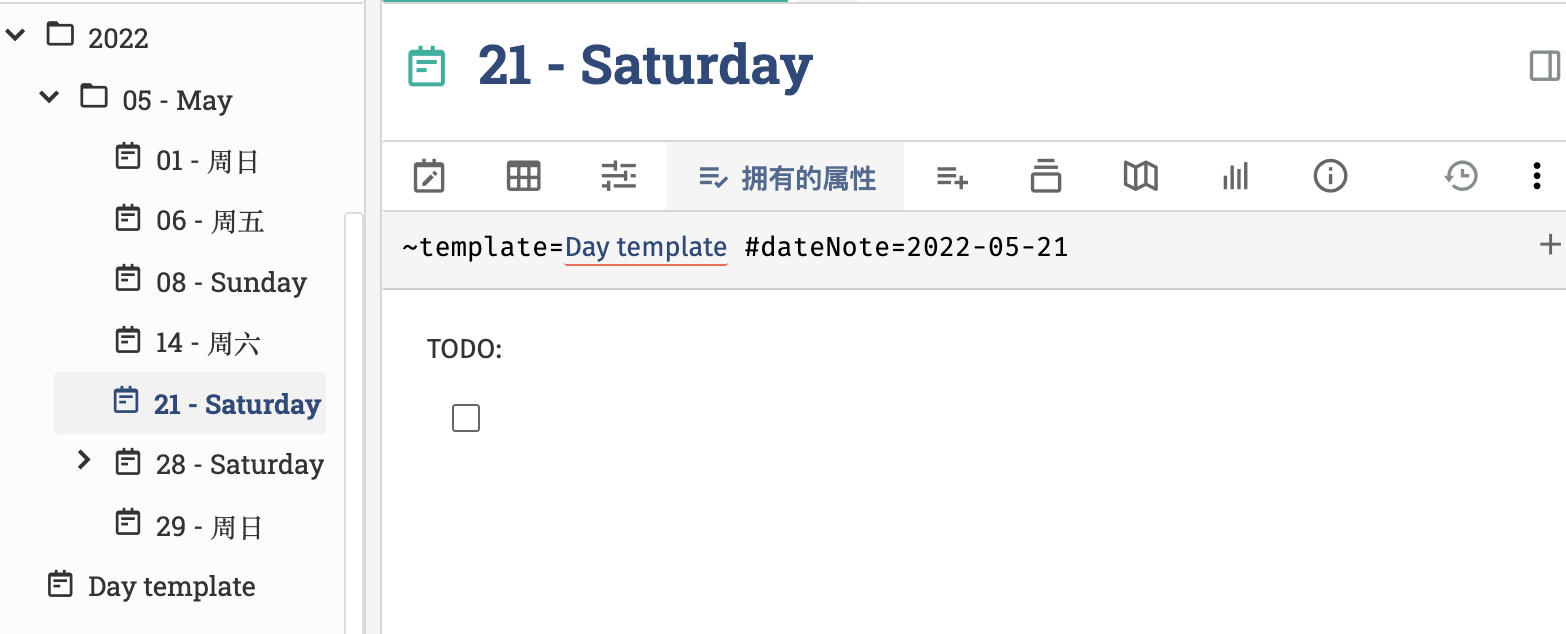 2022
05 - May
01 - 周日
06 - 周五
08 - Sunday
14 - 周六
21 - Saturday
28 - Saturday
29 - 周日
Day template
21 - Saturday
拥有的属性
~template=Day template #dateNote=2022-05-21
TODO: